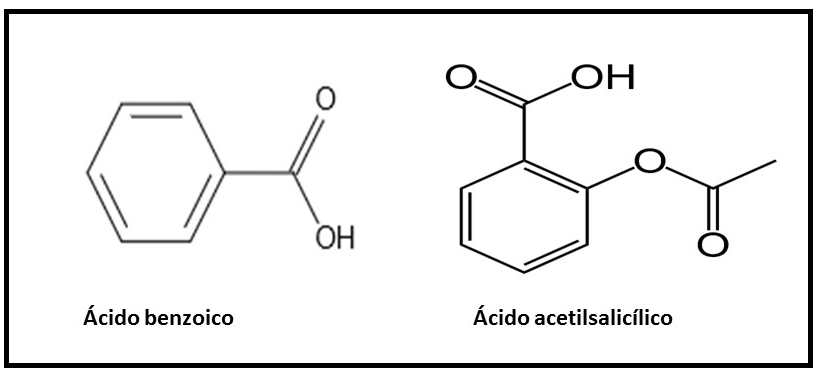 O
OH
O
OH
O
O
Ácido benzoico
Ácido acetilsalicílico